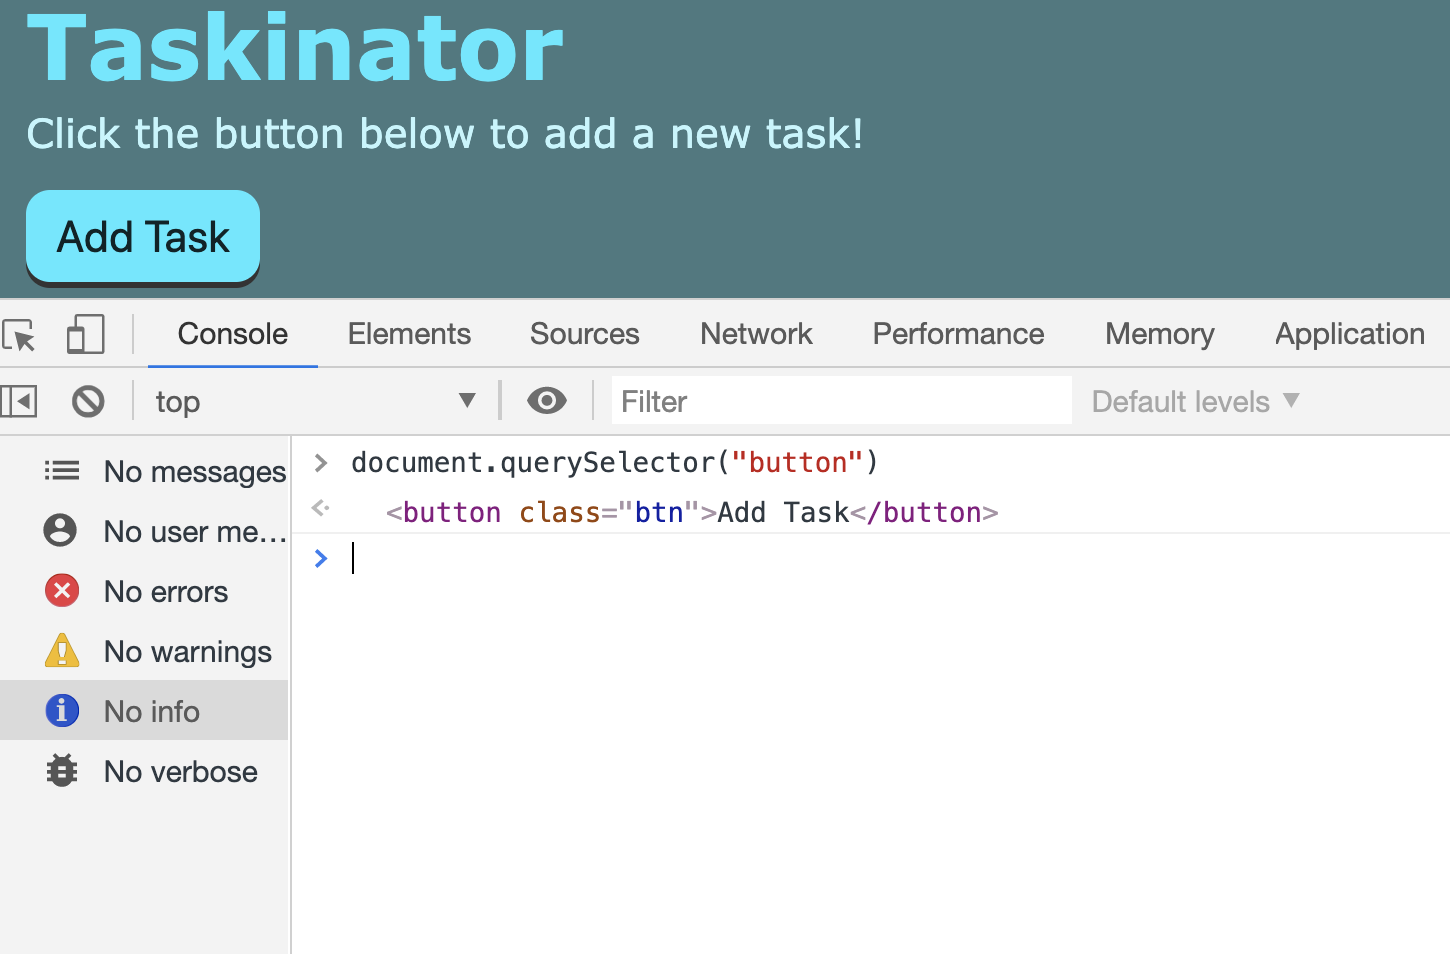 Taskinator
Click the button below to add a new task!
Add Task
Console Elements Sources Network Performance Memory Application
top Filter Default levels
No messages
No user me...
No errors
No warnings
No info
No verbose
document.querySelector("button")
<button class="btn">Add Task</button>